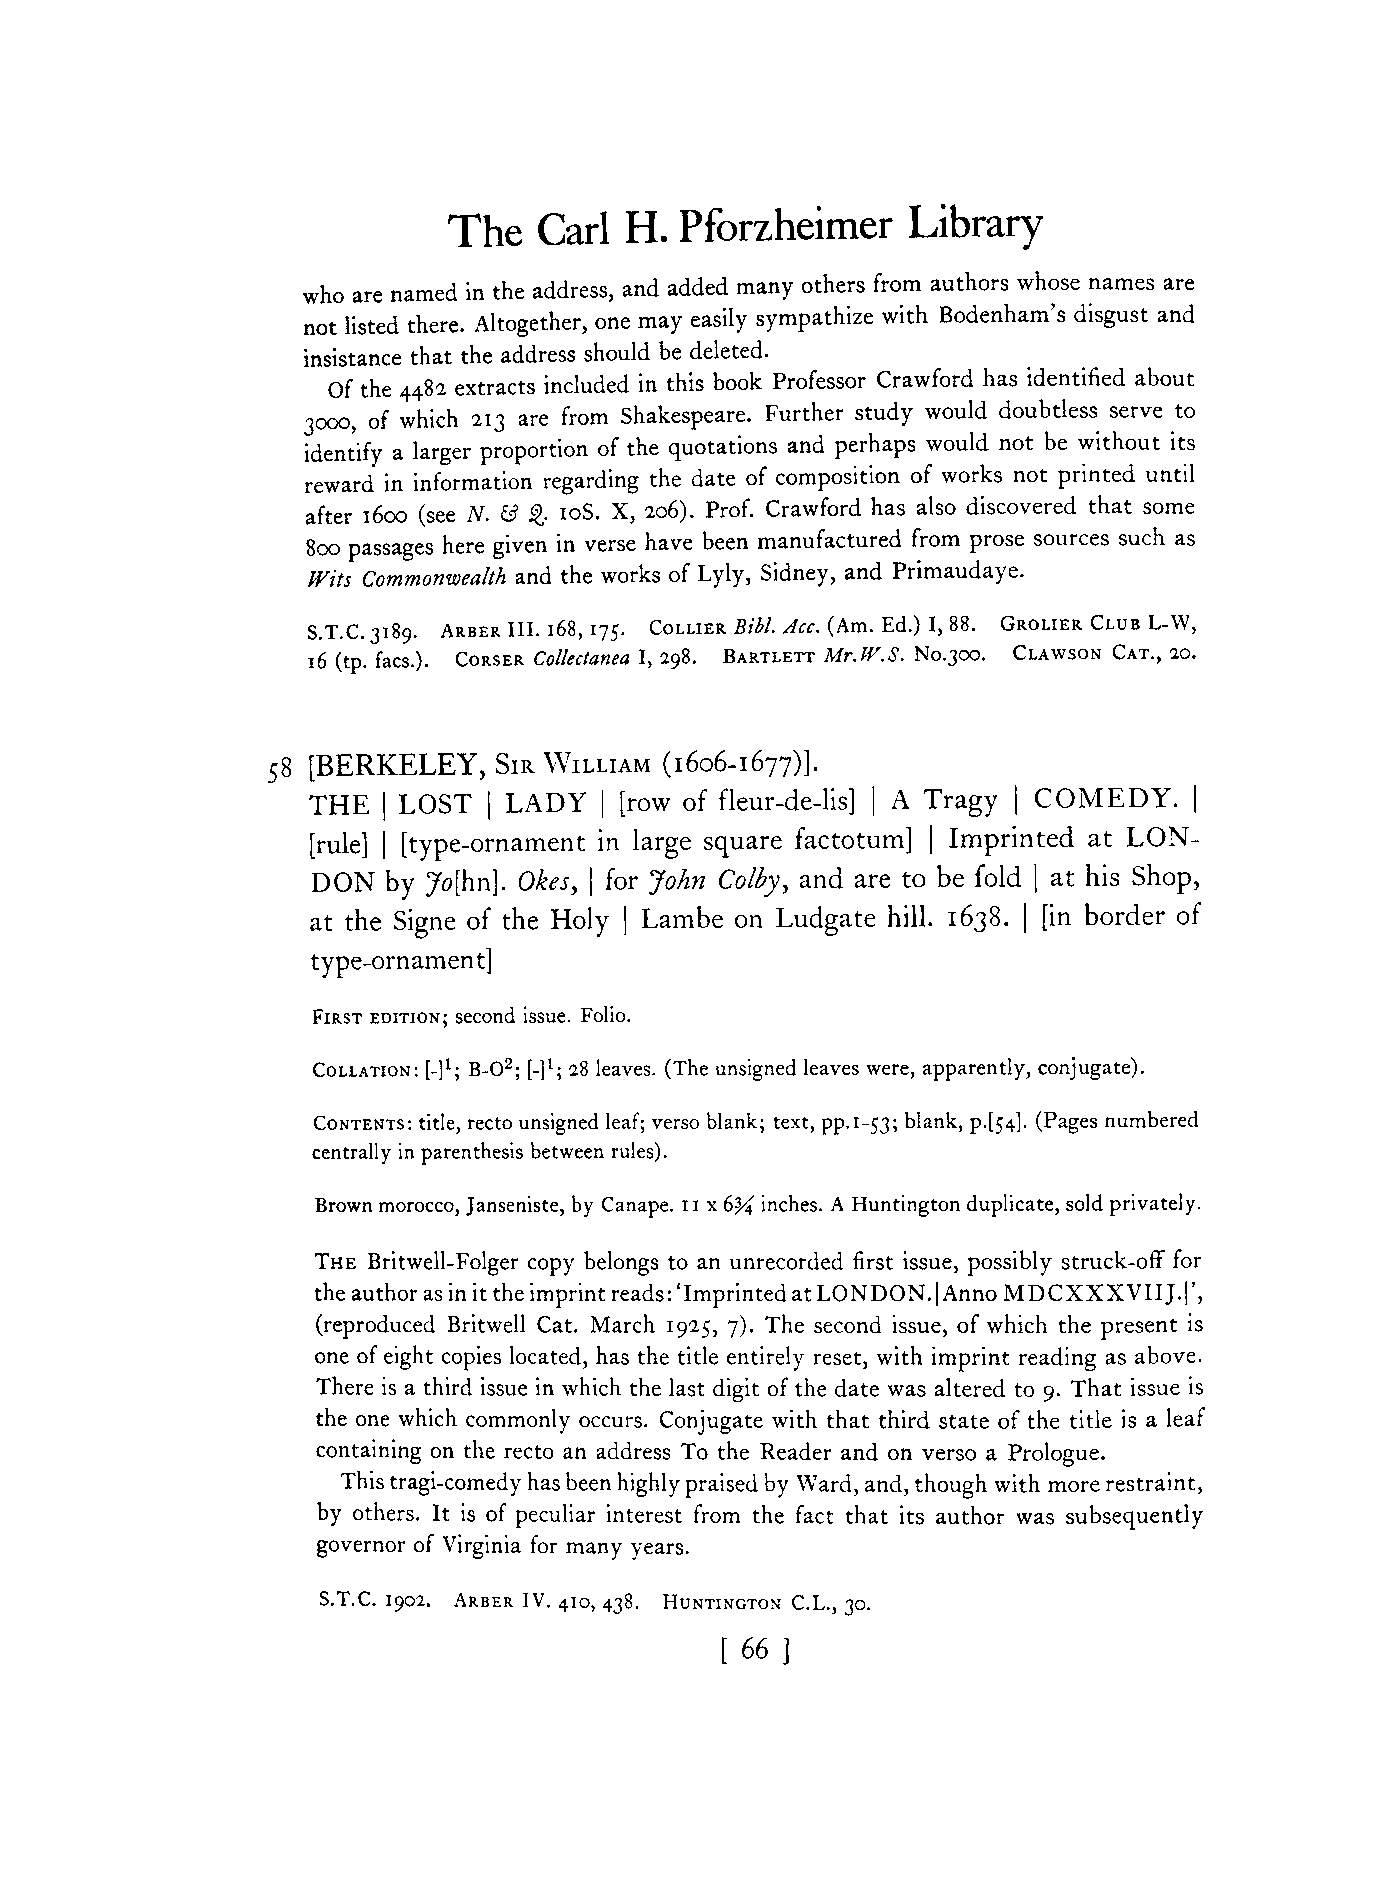 The Carl H. Pforzheimer Library
who are named in the address, and added many others from authors whose names are
not listed there. Altogether, one may easily sympathize with Bodenham's disgust and
insistance that the address should be deleted.
Of the 4482 extracts included in this book Professor Crawford has identified about
3000, of which 213 are from Shakespeare. Further study would doubtless serve to
identify a larger proportion of the quotations and perhaps would not be without its
reward in information regarding the date of composition of works not printed until
after 1600 (see N. & Q. 10S. X, 206). Prof. Crawford has also discovered that some
800 passages here given in verse have been manufactured from prose sources such as
Wits Commonwealth and the works of Lyly, Sidney, and Primaudaye.
S.T.C. 3189. ARBER III. 168, 175. COLLIER Bibl. Acc. (Am. Ed.) I, 88. GROLIER CLUB L-W,
16 (tp. facs.). CORSER Collectanea I, 298. BARTLETT Mr.W.S. No.300. CLAWSON CAT., 20.
58 [BERKELEY, SIR WILLIAM (1606-1677)].
THE | LOST | LADY | [row of fleur-de-lis] | A Tragy | COMEDY. |
[rule] | [type-ornament in large square factotum] | Imprinted at LON-
DON by Jo[hn]. Okes, | for John Colby, and are to be ſold | at his Shop,
at the Signe of the Holy | Lambe on Ludgate hill. 1638. | [in border of
type-ornament]
FIRST EDITION; second issue. Folio.
COLLATION: [-]¹; B-O²; [-]¹; 28 leaves. (The unsigned leaves were, apparently, conjugate).
CONTENTS: title, recto unsigned leaf; verso blank; text, pp.1-53; blank, p.[54]. (Pages numbered
centrally in parenthesis between rules).
Brown morocco, Janseniste, by Canape. 11 x 6¾ inches. A Huntington duplicate, sold privately.
THE Britwell-Folger copy belongs to an unrecorded first issue, possibly struck-off for
the author as in it the imprint reads: 'Imprinted at LONDON.|Anno MDCXXXVIIJ.|',
(reproduced Britwell Cat. March 1925, 7). The second issue, of which the present is
one of eight copies located, has the title entirely reset, with imprint reading as above.
There is a third issue in which the last digit of the date was altered to 9. That issue is
the one which commonly occurs. Conjugate with that third state of the title is a leaf
containing on the recto an address To the Reader and on verso a Prologue.
This tragi-comedy has been highly praised by Ward, and, though with more restraint,
by others. It is of peculiar interest from the fact that its author was subsequently
governor of Virginia for many years.
S.T.C. 1902. ARBER IV. 410, 438. HUNTINGTON C.L., 30.
[ 66 ]